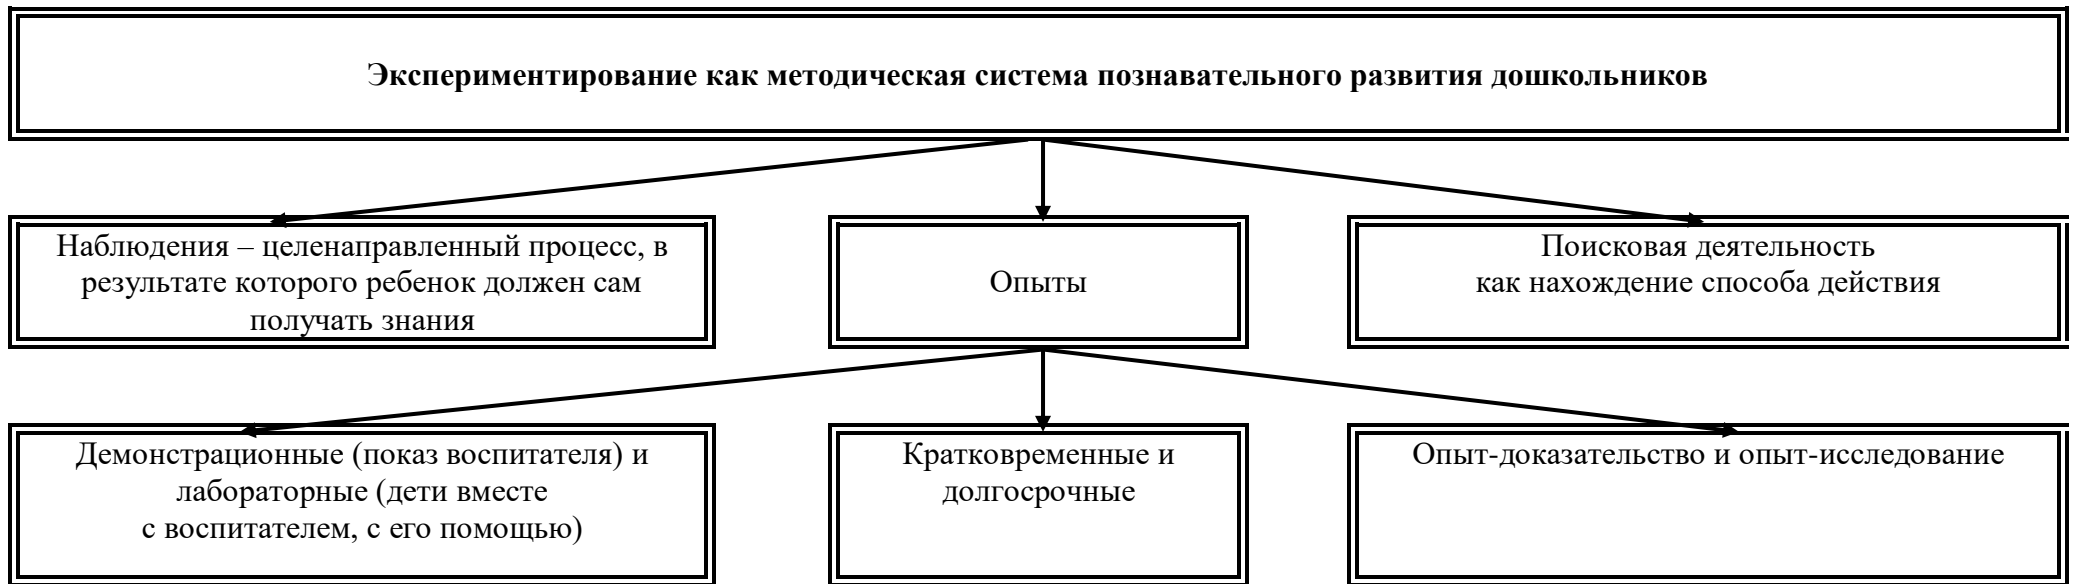 Экспериментирование как методическая система познавательного развития дошкольников
Наблюдения – целенаправленный процесс, в
результате которого ребенок должен сам
получать знания
Опыты
Поисковая деятельность
как нахождение способа действия
Демонстрационные (показ воспитателя) и
лабораторные (дети вместе
с воспитателем, с его помощью)
Кратковременные и
долгосрочные
Опыт-доказательство и опыт-исследование